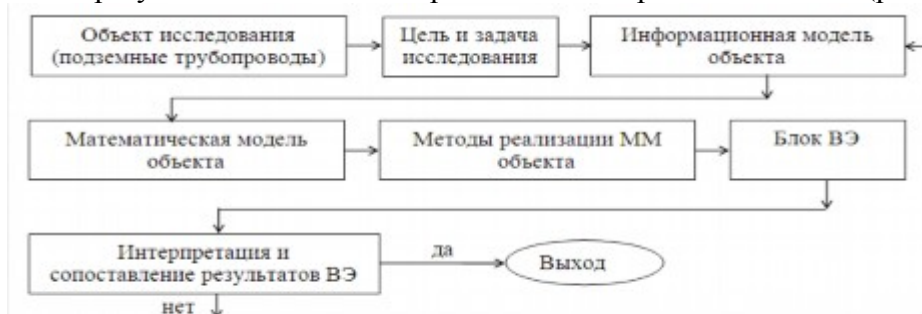 Объект исследования
(подземные трубопроводы)
Цель и задача
исследования
Информационная модель
объекта
Математическая модель
объекта
Методы реализации ММ
объекта
Блок ВЭ
Интерпретация и
сопоставление результатов ВЭ
да
Выход
нет